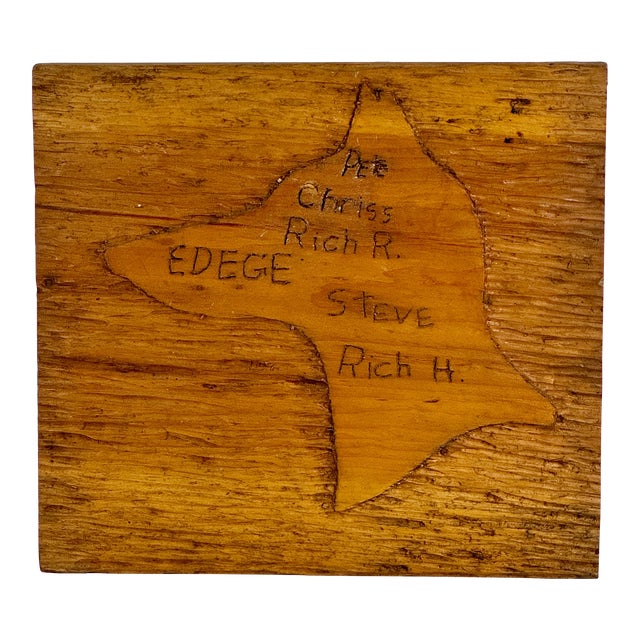 Pete
Chriss
Rich R.
EDEGE
STEVE
Rich H.